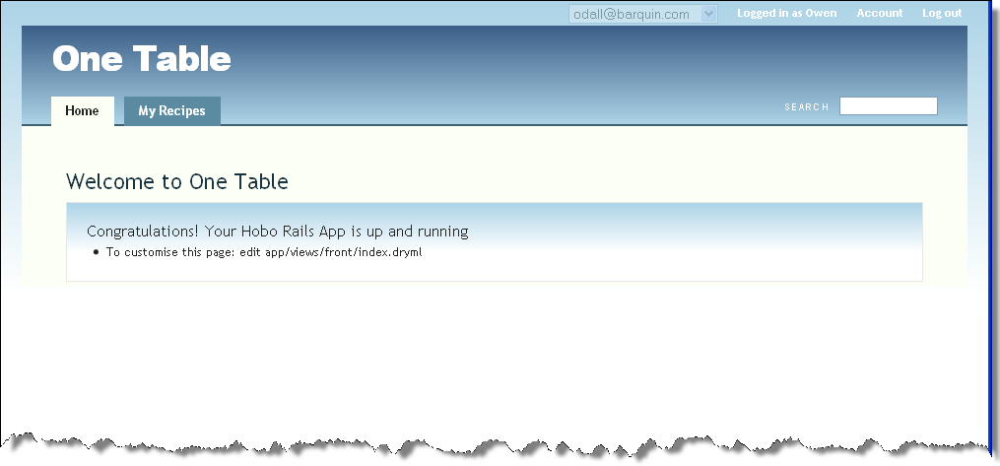 odall@barquin.com Logged in as Owen Account Log out
One Table
Home My Recipes SEARCH
Welcome to One Table
Congratulations! Your Hobo Rails App is up and running
• To customise this page: edit app/views/front/index.dryml